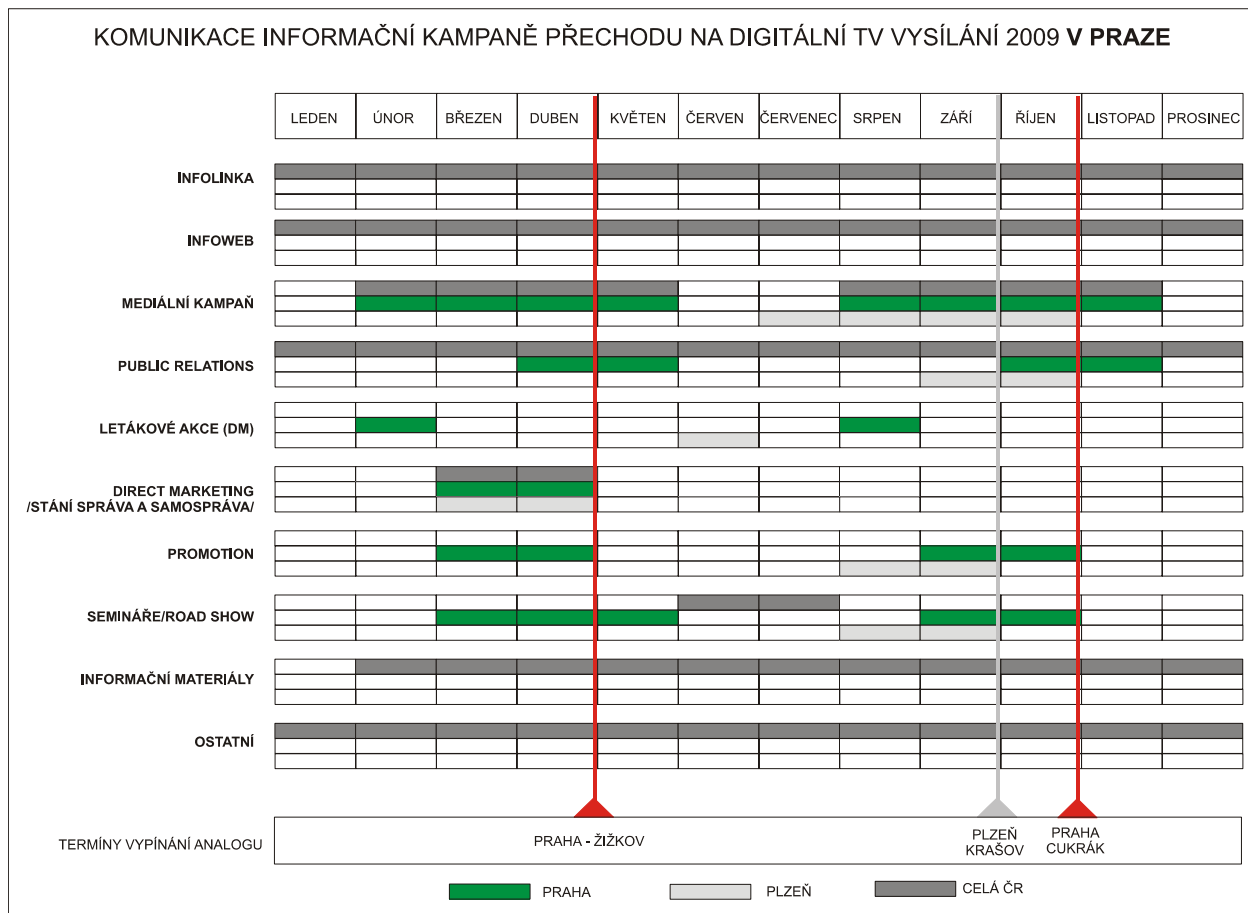 KOMUNIKACE INFORMAČNÍ KAMPANĚ PŘECHODU NA DIGITÁLNÍ TV VYSÍLÁNÍ 2009 V PRAZE
LEDEN ÚNOR BŘEZEN DUBEN KVĚTEN ČERVEN ČERVENEC SRPEN ZÁŘÍ ŘÍJEN LISTOPAD PROSINEC
INFOLINKA
INFOWEB
MEDIÁLNÍ KAMPAŇ
PUBLIC RELATIONS
LETÁKOVÉ AKCE (DM)
DIRECT MARKETING
/STÁNÍ SPRÁVA A SAMOSPRÁVA/
PROMOTION
SEMINÁŘE/ROAD SHOW
INFORMAČNÍ MATERIÁLY
OSTATNÍ
TERMÍNY VYPÍNÁNÍ ANALOGU
PRAHA - ŽIŽKOV
PLZEŇ
KRAŠOV
PRAHA
CUKRÁK
PRAHA PLZEŇ CELÁ ČR